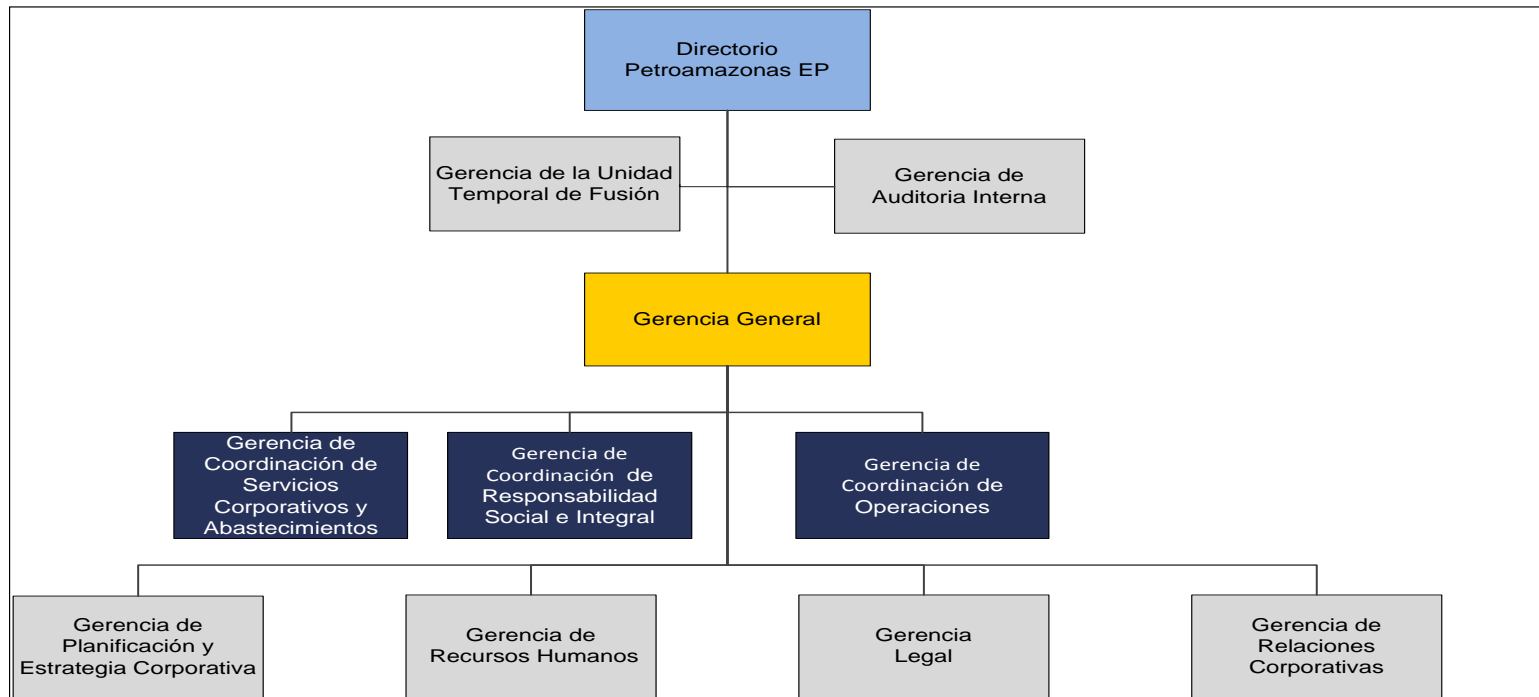 Directorio
Petroamazonas EP
Gerencia de la Unidad
Temporal de Fusión
Gerencia de
Auditoria Interna
Gerencia General
Gerencia de
Coordinación de
Servicios
Corporativos y
Abastecimientos
Gerencia de
Coordinación de
Responsabilidad
Social e Integral
Gerencia de
Coordinación de
Operaciones
Gerencia de
Planificación y
Estrategia Corporativa
Gerencia de
Recursos Humanos
Gerencia
Legal
Gerencia de
Relaciones
Corporativas